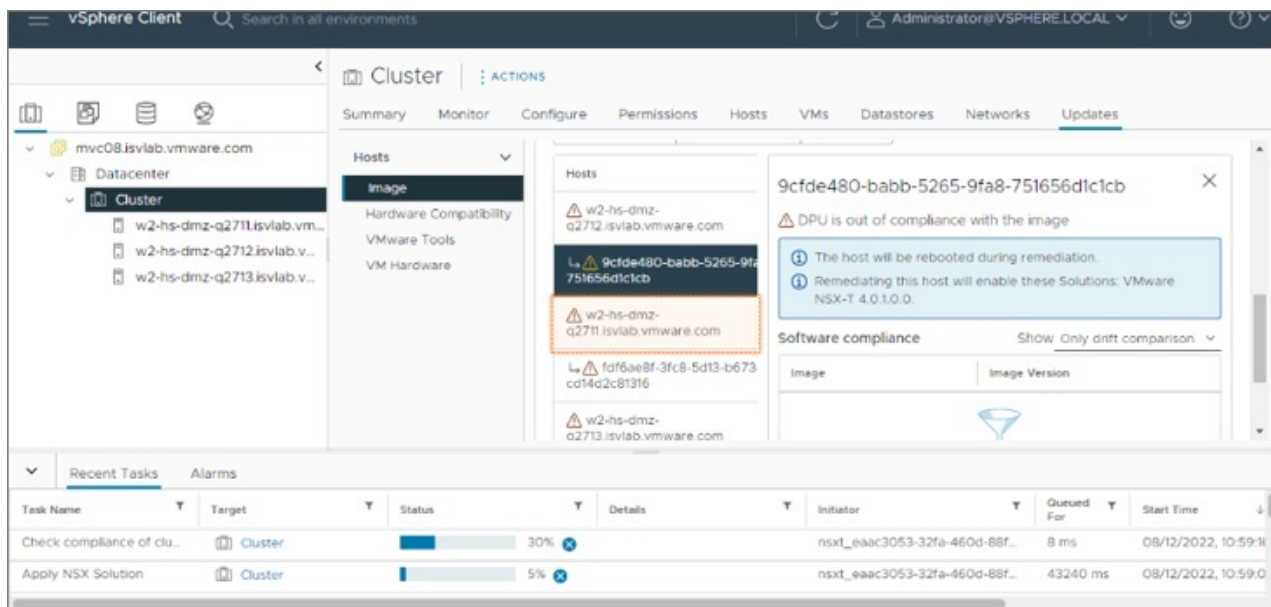 vSphere Client
Search in all environments
Administrator@VSPHERE.LOCAL
mvc08.isvlab.vmware.com
Datacenter
Cluster
w2-hs-dmz-q2711.isvlab.vm...
w2-hs-dmz-q2712.isvlab.v...
w2-hs-dmz-q2713.isvlab.v...
Cluster
ACTIONS
Summary Monitor Configure Permissions Hosts VMs Datastores Networks Updates
Hosts
Image
Hardware Compatibility
VMware Tools
VM Hardware
Hosts
w2-hs-dmz-
q2712.isvlab.vmware.com
9cfde480-babb-5265-9fa
751656d1c1cb
w2-hs-dmz-
q2711.isvlab.vmware.com
fdf6ae8f-3fc8-5d13-b673
cd14d2c81316
w2-hs-dmz-
q2713.isvlab.vmware.com
9cfde480-babb-5265-9fa8-751656d1c1cb
DPU is out of compliance with the image
The host will be rebooted during remediation.
Remediating this host will enable these Solutions: VMware
NSX-T 4.0.1.0.0.
Software compliance Show Only drift comparison
Image Image Version
Recent Tasks Alarms
Task Name Target Status Details Initiator Queued For Start Time
Check compliance of clu... Cluster 30% nsxt_eaac3053-32fa-460d-88f... 8 ms 08/12/2022, 10:59:1
Apply NSX Solution Cluster 5% nsxt_eaac3053-32fa-460d-88f... 43240 ms 08/12/2022, 10:59:0